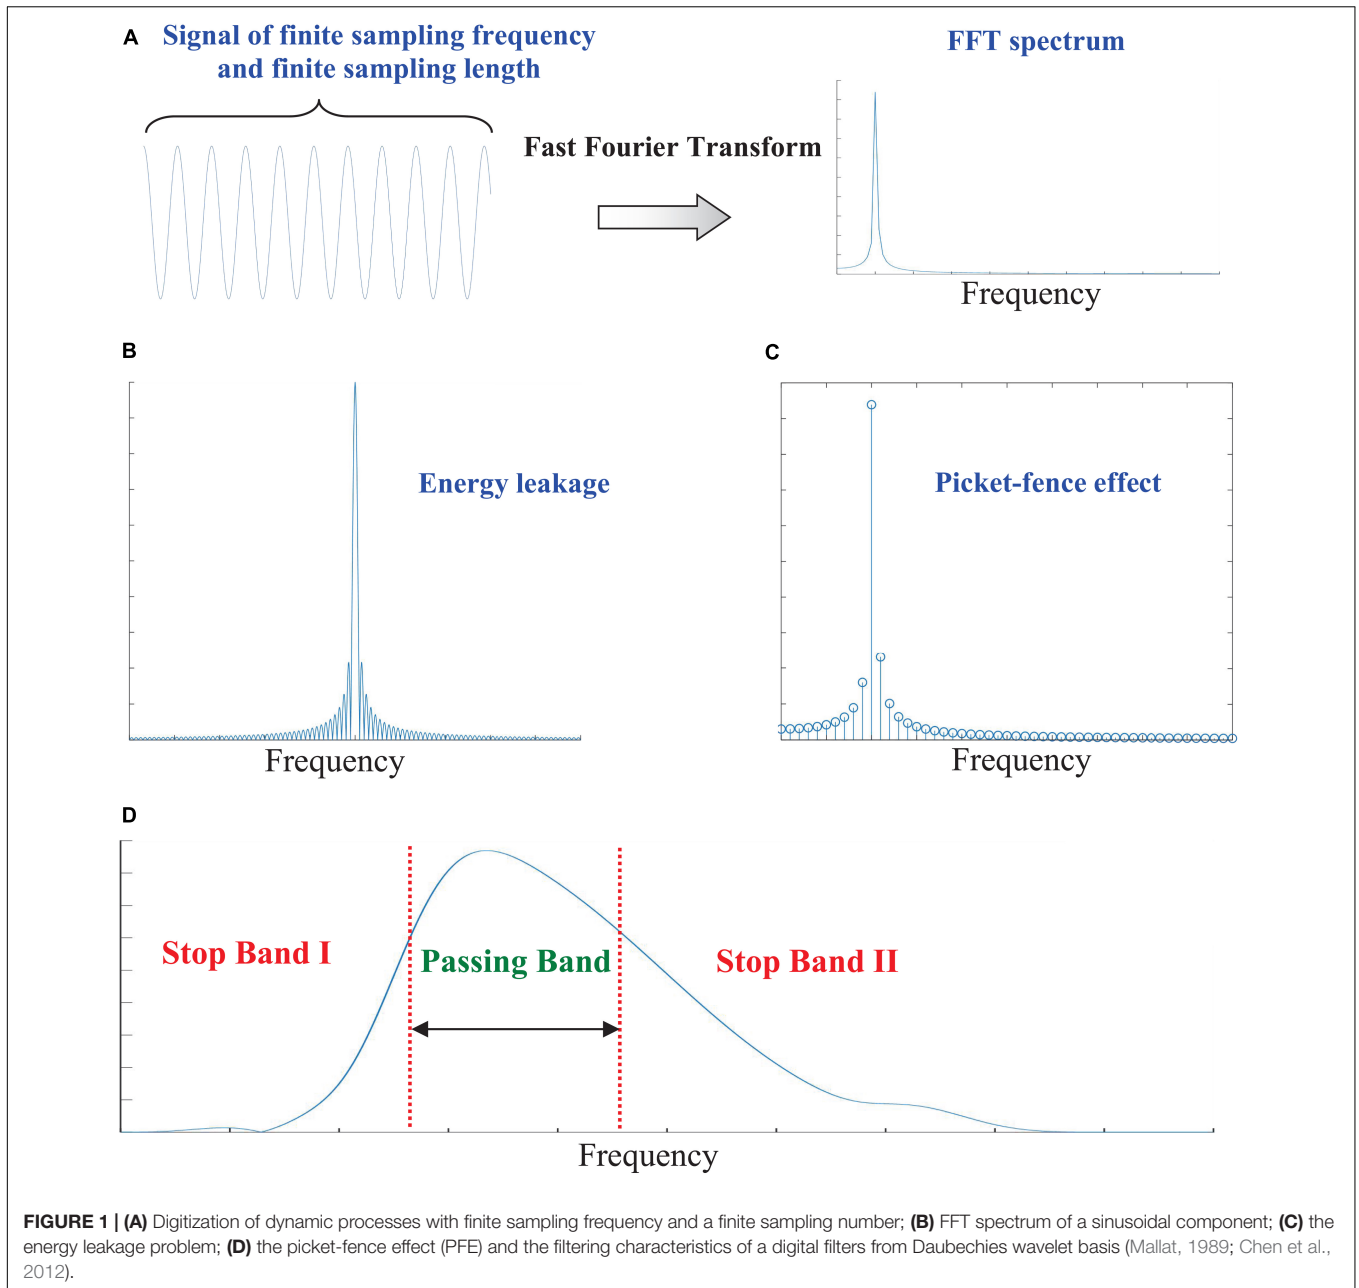 A
Signal of finite sampling frequency
and finite sampling length
FFT spectrum
Fast Fourier Transform
Frequency
B
Energy leakage
Frequency
C
Picket-fence effect
Frequency
D
Stop Band I
Passing Band
Stop Band II
Frequency
FIGURE 1 | (A) Digitization of dynamic processes with finite sampling frequency and a finite sampling number; (B) FFT spectrum of a sinusoidal component; (C) the
energy leakage problem; (D) the picket-fence effect (PFE) and the filtering characteristics of a digital filters from Daubechies wavelet basis (Mallat, 1989; Chen et al.,
2012).